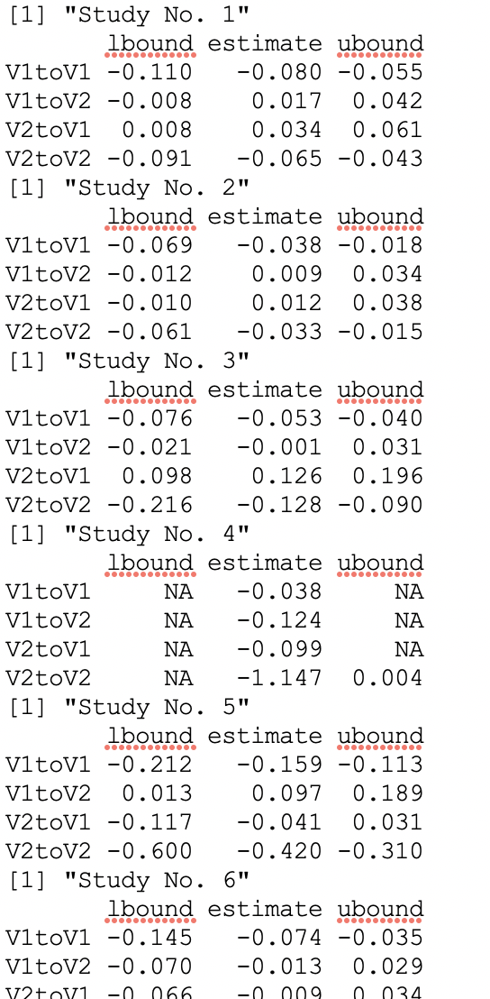 [1] "Study No. 1"
lbound estimate ubound
V1toV1 -0.110 -0.080 -0.055
V1toV2 -0.008 0.017 0.042
V2toV1 0.008 0.034 0.061
V2toV2 -0.091 -0.065 -0.043
[1] "Study No. 2"
lbound estimate ubound
V1toV1 -0.069 -0.038 -0.018
V1toV2 -0.012 0.009 0.034
V2toV1 -0.010 0.012 0.038
V2toV2 -0.061 -0.033 -0.015
[1] "Study No. 3"
lbound estimate ubound
V1toV1 -0.076 -0.053 -0.040
V1toV2 -0.021 -0.001 0.031
V2toV1 0.098 0.126 0.196
V2toV2 -0.216 -0.128 -0.090
[1] "Study No. 4"
lbound estimate ubound
V1toV1 NA -0.038 NA
V1toV2 NA -0.124 NA
V2toV1 NA -0.099 NA
V2toV2 NA -1.147 0.004
[1] "Study No. 5"
lbound estimate ubound
V1toV1 -0.212 -0.159 -0.113
V1toV2 0.013 0.097 0.189
V2toV1 -0.117 -0.041 0.031
V2toV2 -0.600 -0.420 -0.310
[1] "Study No. 6"
lbound estimate ubound
V1toV1 -0.145 -0.074 -0.035
V1toV2 -0.070 -0.013 0.029
V2toV1 -0.066 -0.009 0.034